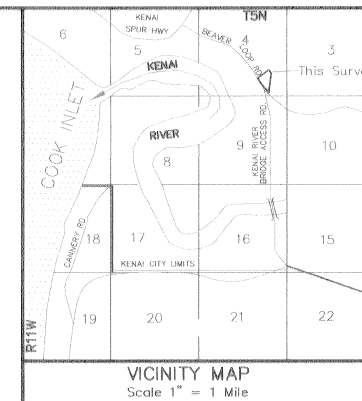 T5N
KENAI
SPUR HWY
BEAVER
LOOP RD.
6
5
4
3
KENAI
This Surve
COOK INLET
RIVER
8
9
10
KENAI RIVER
BRIDGE ACCESS RD.
CANNERY RD.
18
17
16
15
KENAI CITY LIMITS
19
20
21
22
R11W
VICINITY MAP
Scale 1" = 1 Mile